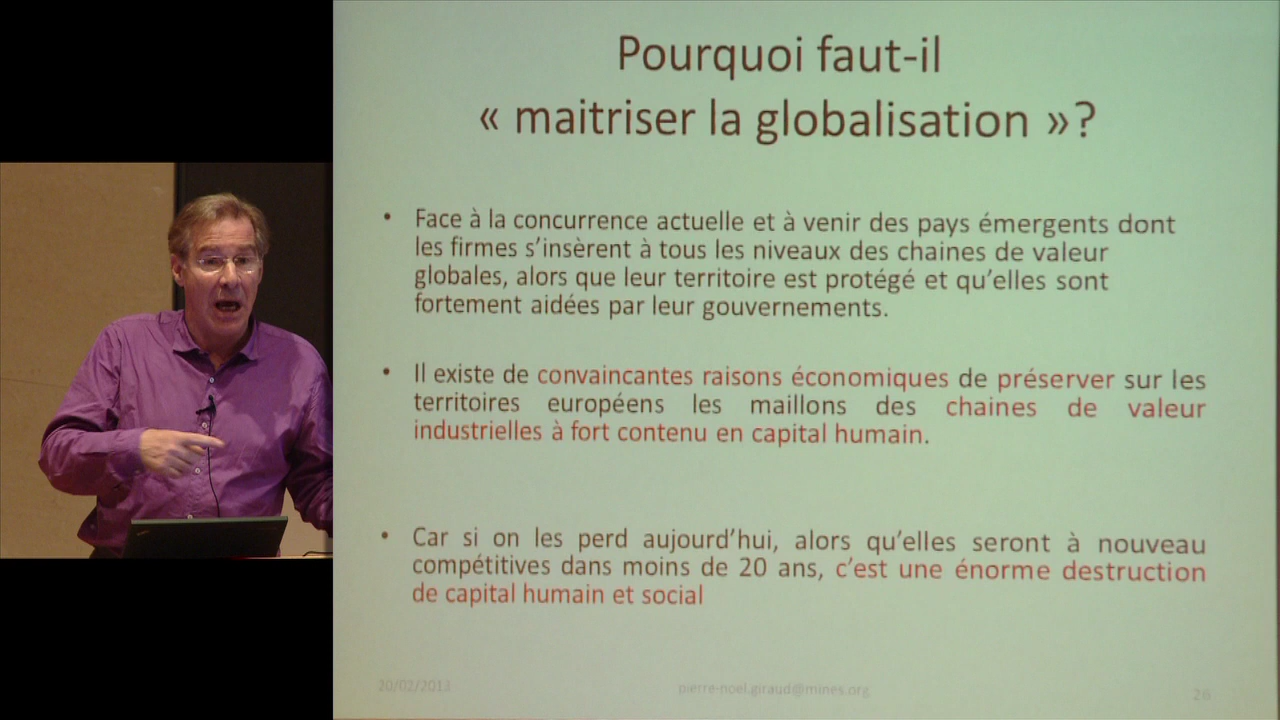 Pourquoi faut-il
« maitriser la globalisation »?
• Face à la concurrence actuelle et à venir des pays émergents dont
les firmes s'insèrent à tous les niveaux des chaines de valeur
globales, alors que leur territoire est protégé et qu'elles sont
fortement aidées par leur gouvernements.
• Il existe de convaincantes raisons économiques de préserver sur les
territoires européens les maillons des chaines de valeur
industrielles à fort contenu en capital humain.
• Car si on les perd aujourd'hui, alors qu'elles seront à nouveau
compétitives dans moins de 20 ans, c'est une énorme destruction
de capital humain et social
20/02/2013
pierre-noel.giraud@mines.org